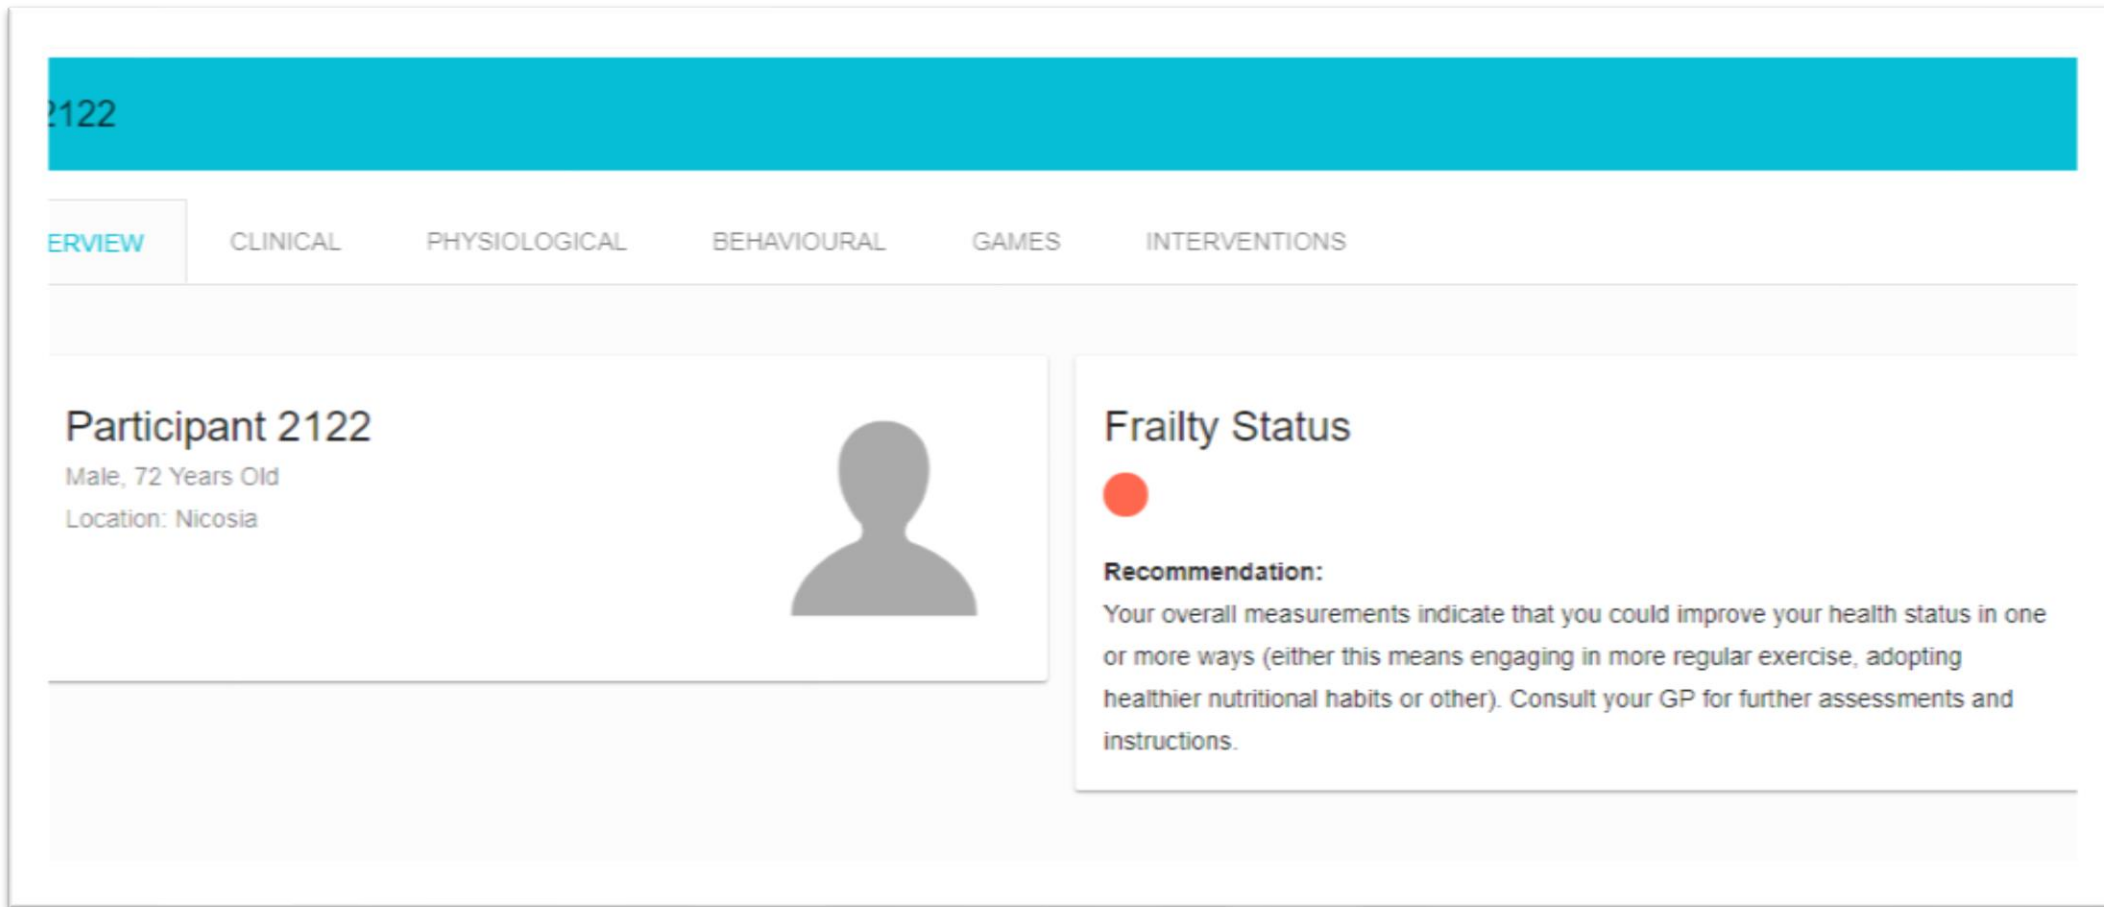 2122
ERVIEW CLINICAL PHYSIOLOGICAL BEHAVIOURAL GAMES INTERVENTIONS
Participant 2122
Male, 72 Years Old
Location: Nicosia
Frailty Status
Recommendation:
Your overall measurements indicate that you could improve your health status in one
or more ways (either this means engaging in more regular exercise, adopting
healthier nutritional habits or other). Consult your GP for further assessments and
instructions.